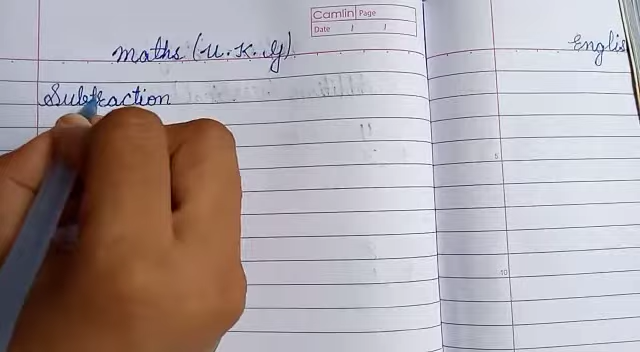 Camlin Page
Date / /
Maths (U.K.G)
Subtraction
Englis
5
10